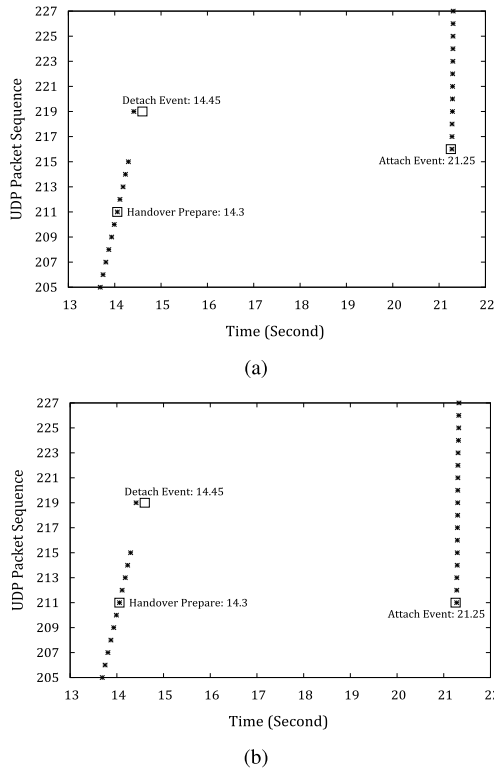 227
225
223
221
219
217
215
213
211
209
207
205
UDP Packet Sequence
Detach Event: 14.45
Attach Event: 21.25
Handover Prepare: 14.3
13 14 15 16 17 18 19 20 21 22
Time (Second)
(a)
227
225
223
221
219
217
215
213
211
209
207
205
UDP Packet Sequence
Detach Event: 14.45
Handover Prepare: 14.3
Attach Event: 21.25
13 14 15 16 17 18 19 20 21 22
Time (Second)
(b)